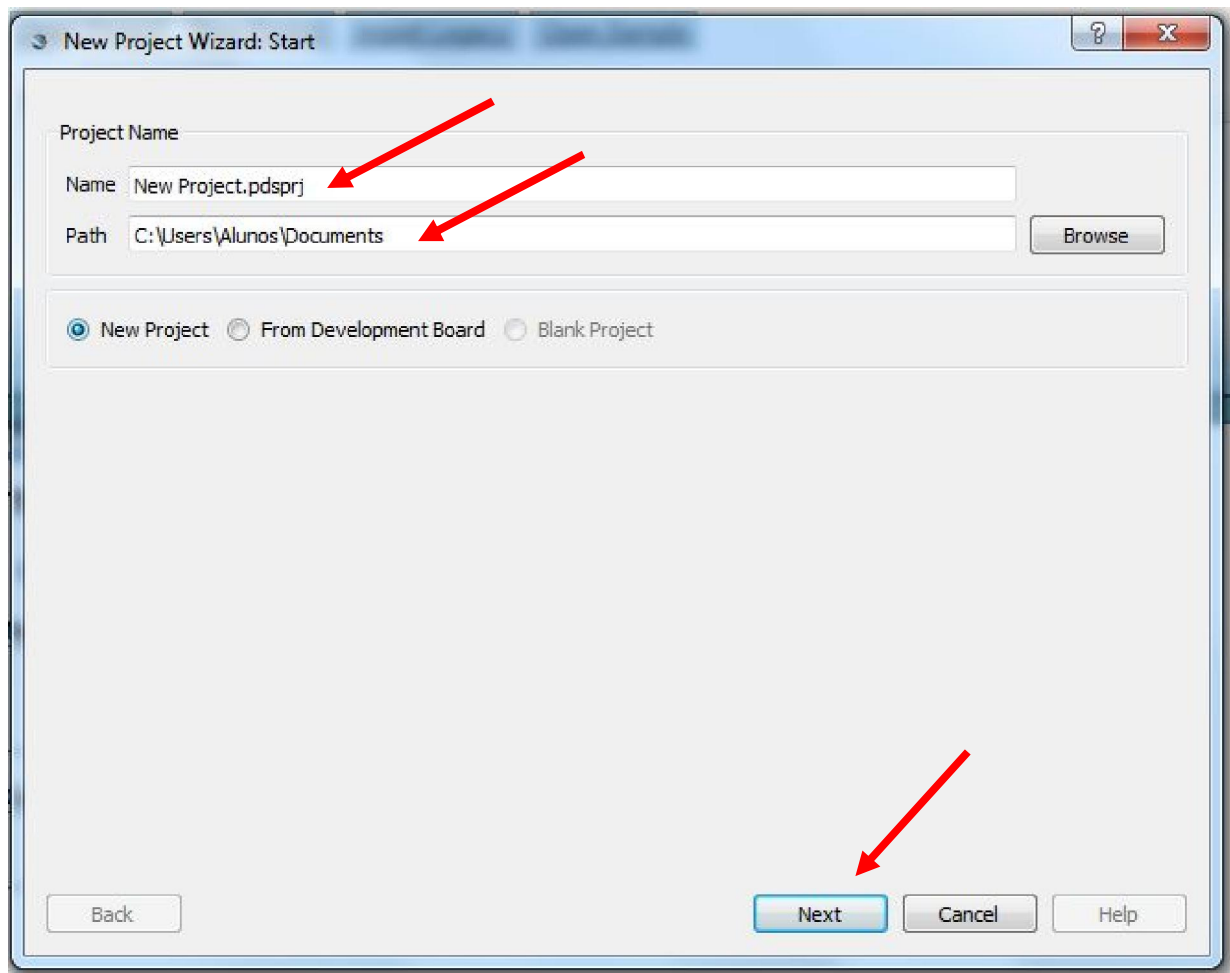 New Project Wizard: Start
Project Name
Name New Project.pdsprj
Path C:\Users\Alunos\Documents Browse
New Project From Development Board Blank Project
Back Next Cancel Help